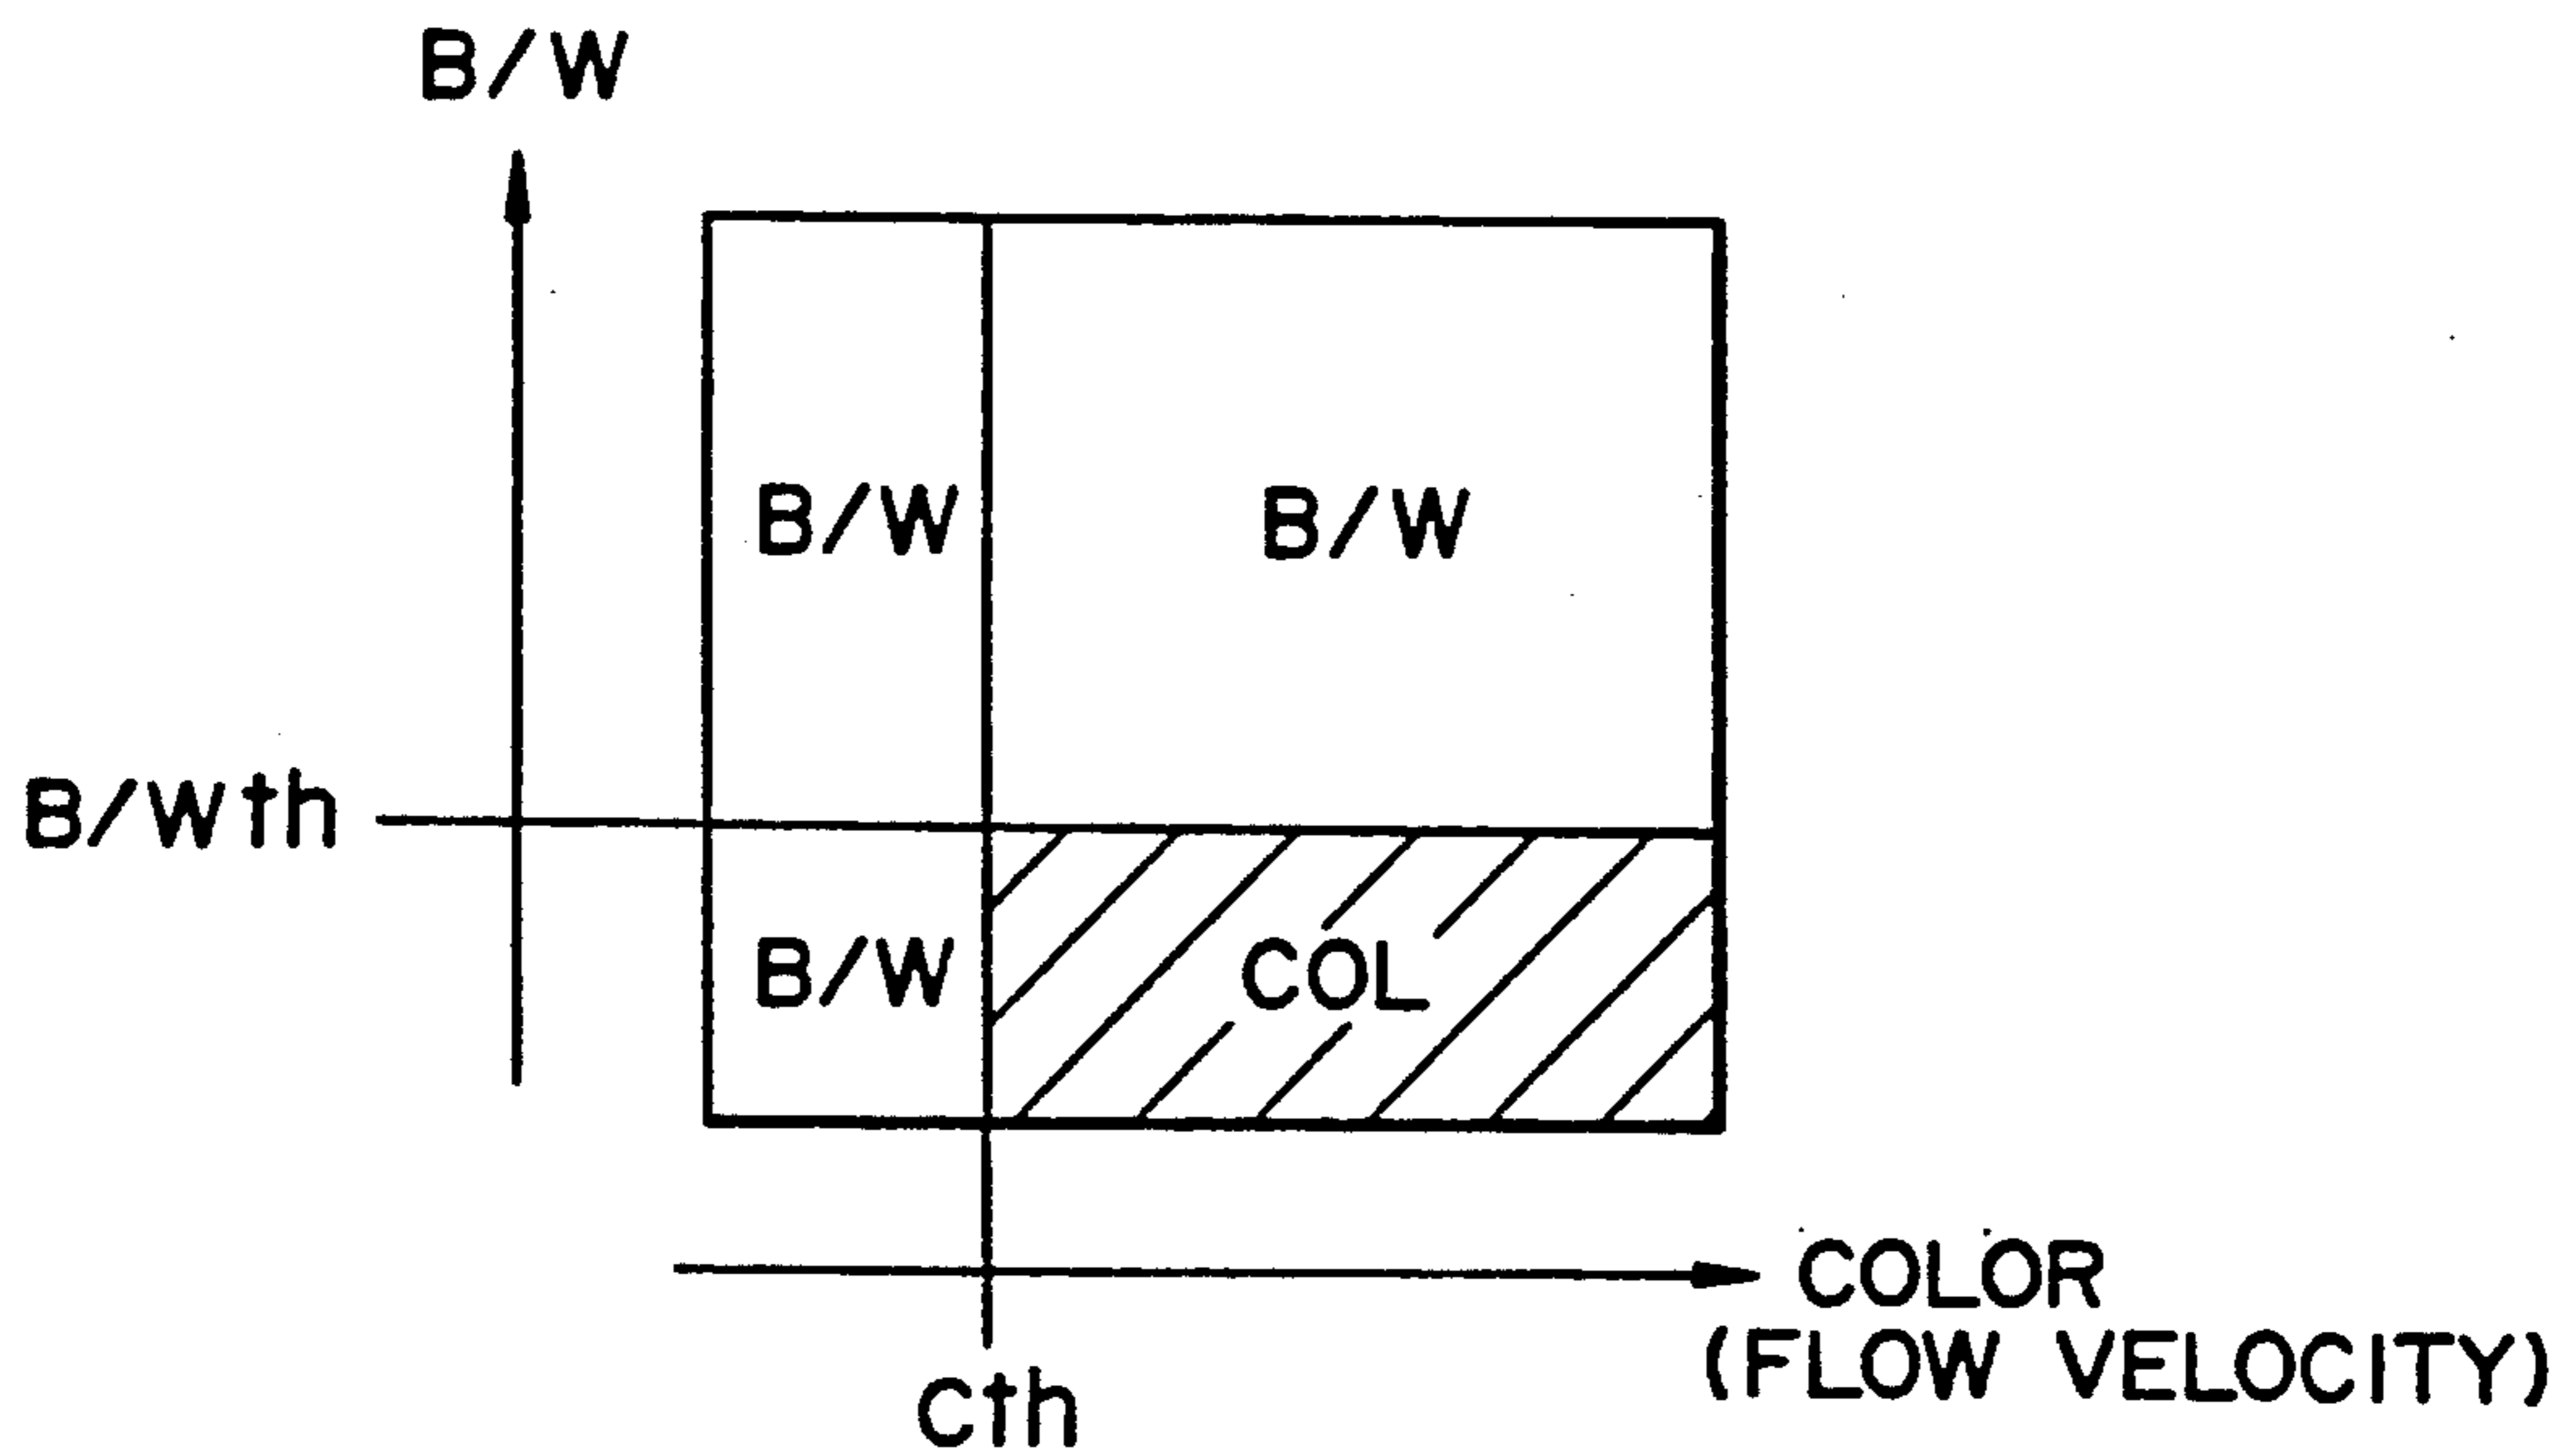 B/W
B/W B/W
B/Wth
B/W COL
COLOR
(FLOW VELOCITY)
Cth